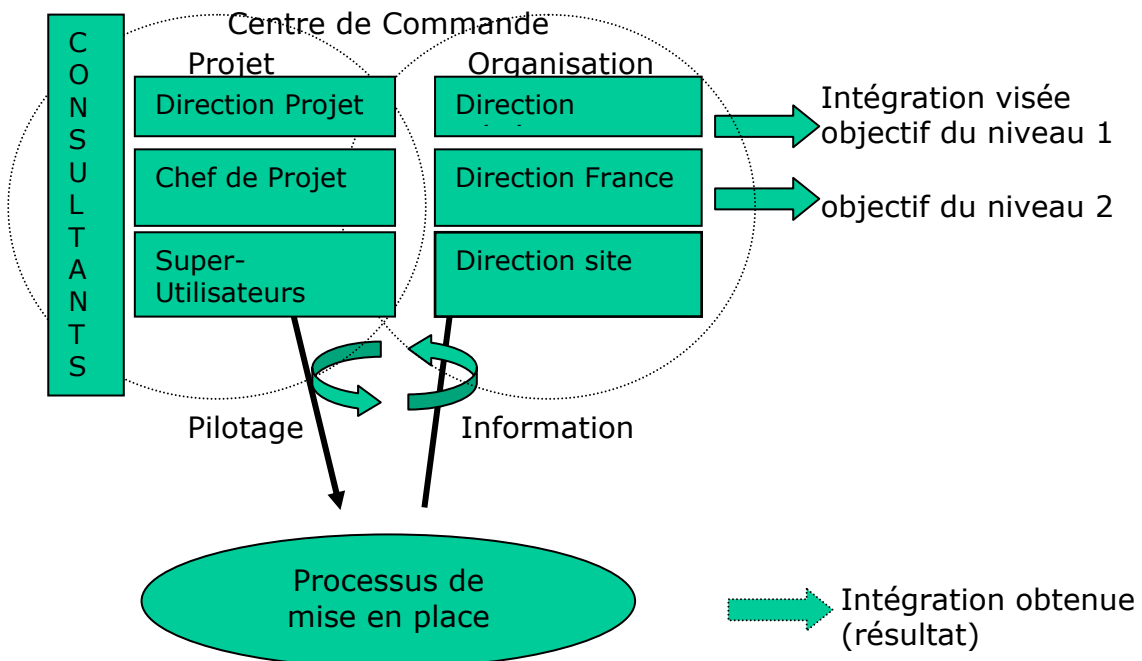 Centre de Commande
CONSULTANTS
Projet
Organisation
Direction Projet
Direction
Intégration visée
objectif du niveau 1
Chef de Projet
Direction France
objectif du niveau 2
Super-
Utilisateurs
Direction site
Pilotage
Information
Processus de
mise en place
Intégration obtenue
(résultat)